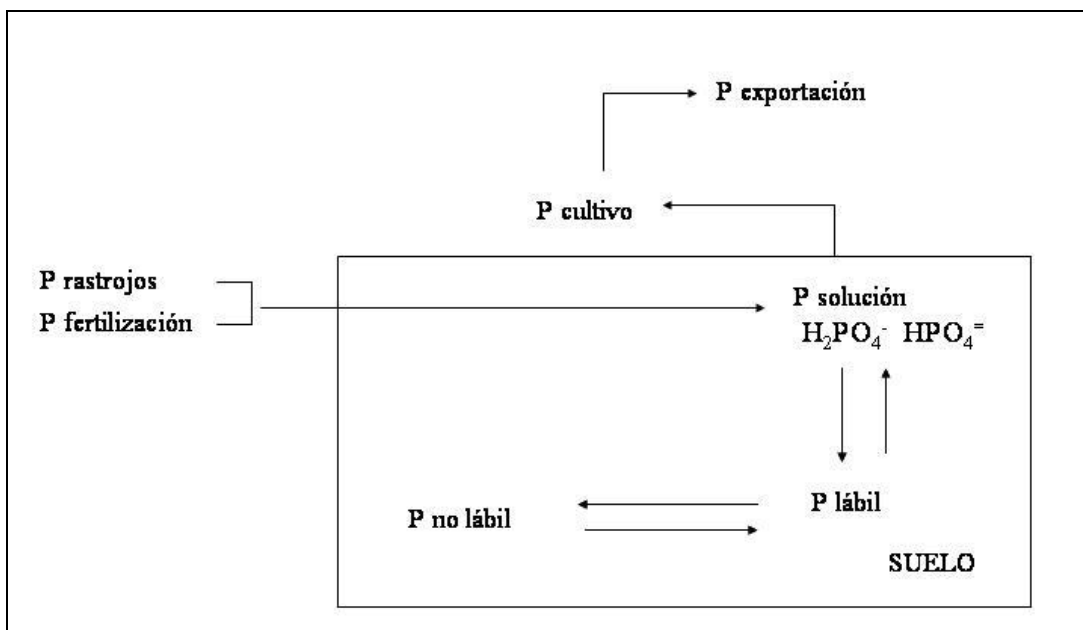 P exportación
P cultivo
P rastrojos
P fertilización
P solución
H₂PO₄⁻ HPO₄⁼
P lábil
P no lábil
SUELO